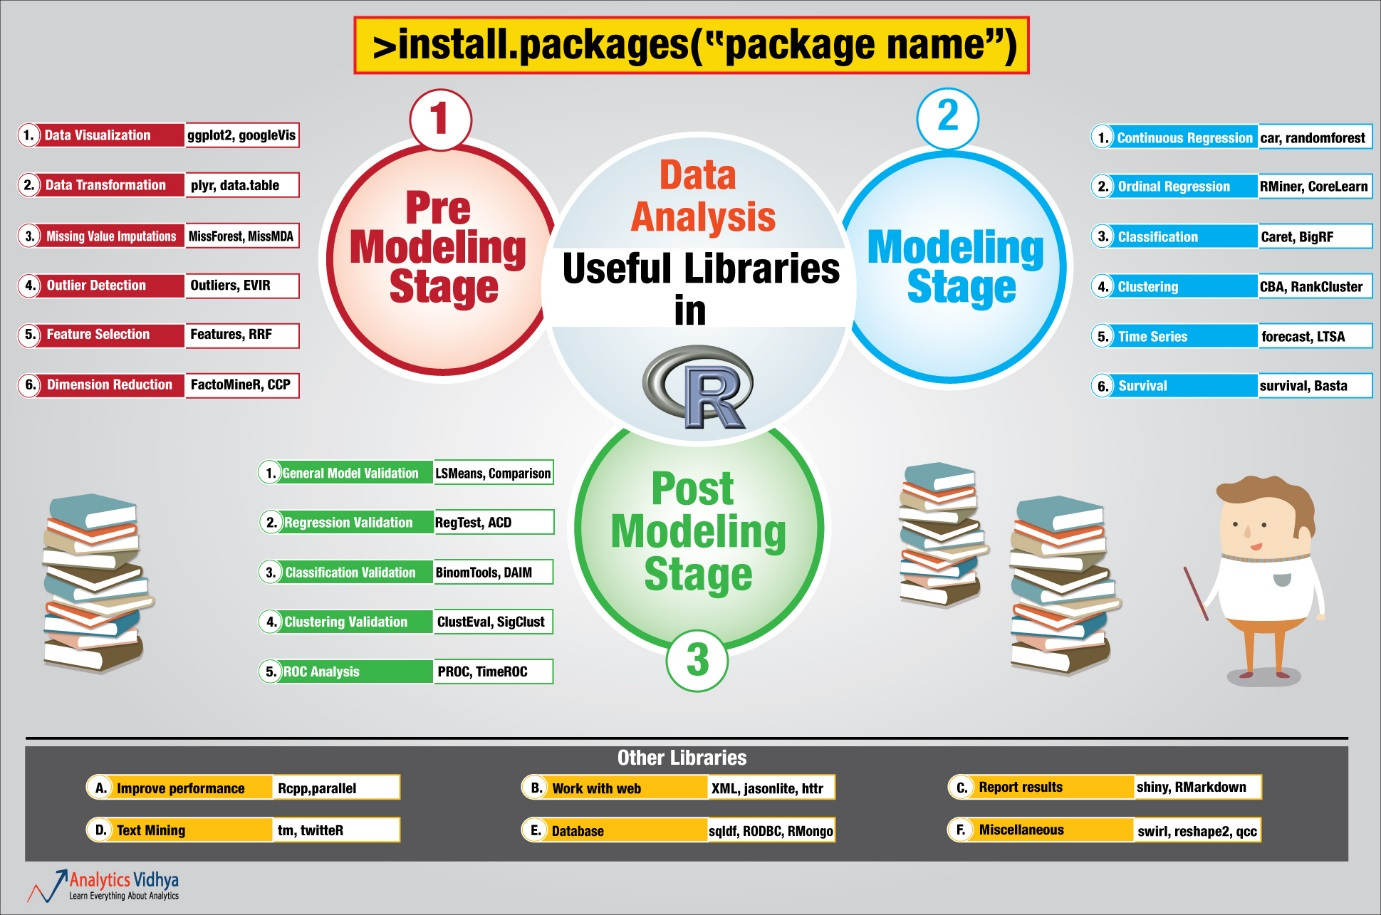 >install.packages("package name")
1
2
1. Data Visualization ggplot2, googleVis
2. Data Transformation plyr, data.table
3. Missing Value Imputations MissForest, MissMDA
4. Outlier Detection Outliers, EVIR
5. Feature Selection Features, RRF
6. Dimension Reduction FactoMineR, CCP
Pre
Modeling
Stage
Data
Analysis
Useful Libraries
in
R
Modeling
Stage
1. Continuous Regression car, randomforest
2. Ordinal Regression RMiner, CoreLearn
3. Classification Caret, BigRF
4. Clustering CBA, RankCluster
5. Time Series forecast, LTSA
6. Survival survival, Basta
1. General Model Validation LSMeans, Comparison
2. Regression Validation RegTest, ACD
3. Classification Validation BinomTools, DAIM
4. Clustering Validation ClustEval, SigClust
5. ROC Analysis PROC, TimeROC
Post
Modeling
Stage
3
Other Libraries
A. Improve performance Rcpp,parallel
B. Work with web XML, jasonlite, httr
C. Report results shiny, RMarkdown
D. Text Mining tm, twitteR
E. Database sqldf, RODBC, RMongo
F. Miscellaneous swirl, reshape2, qcc
Analytics Vidhya
Learn Everything About Analytics